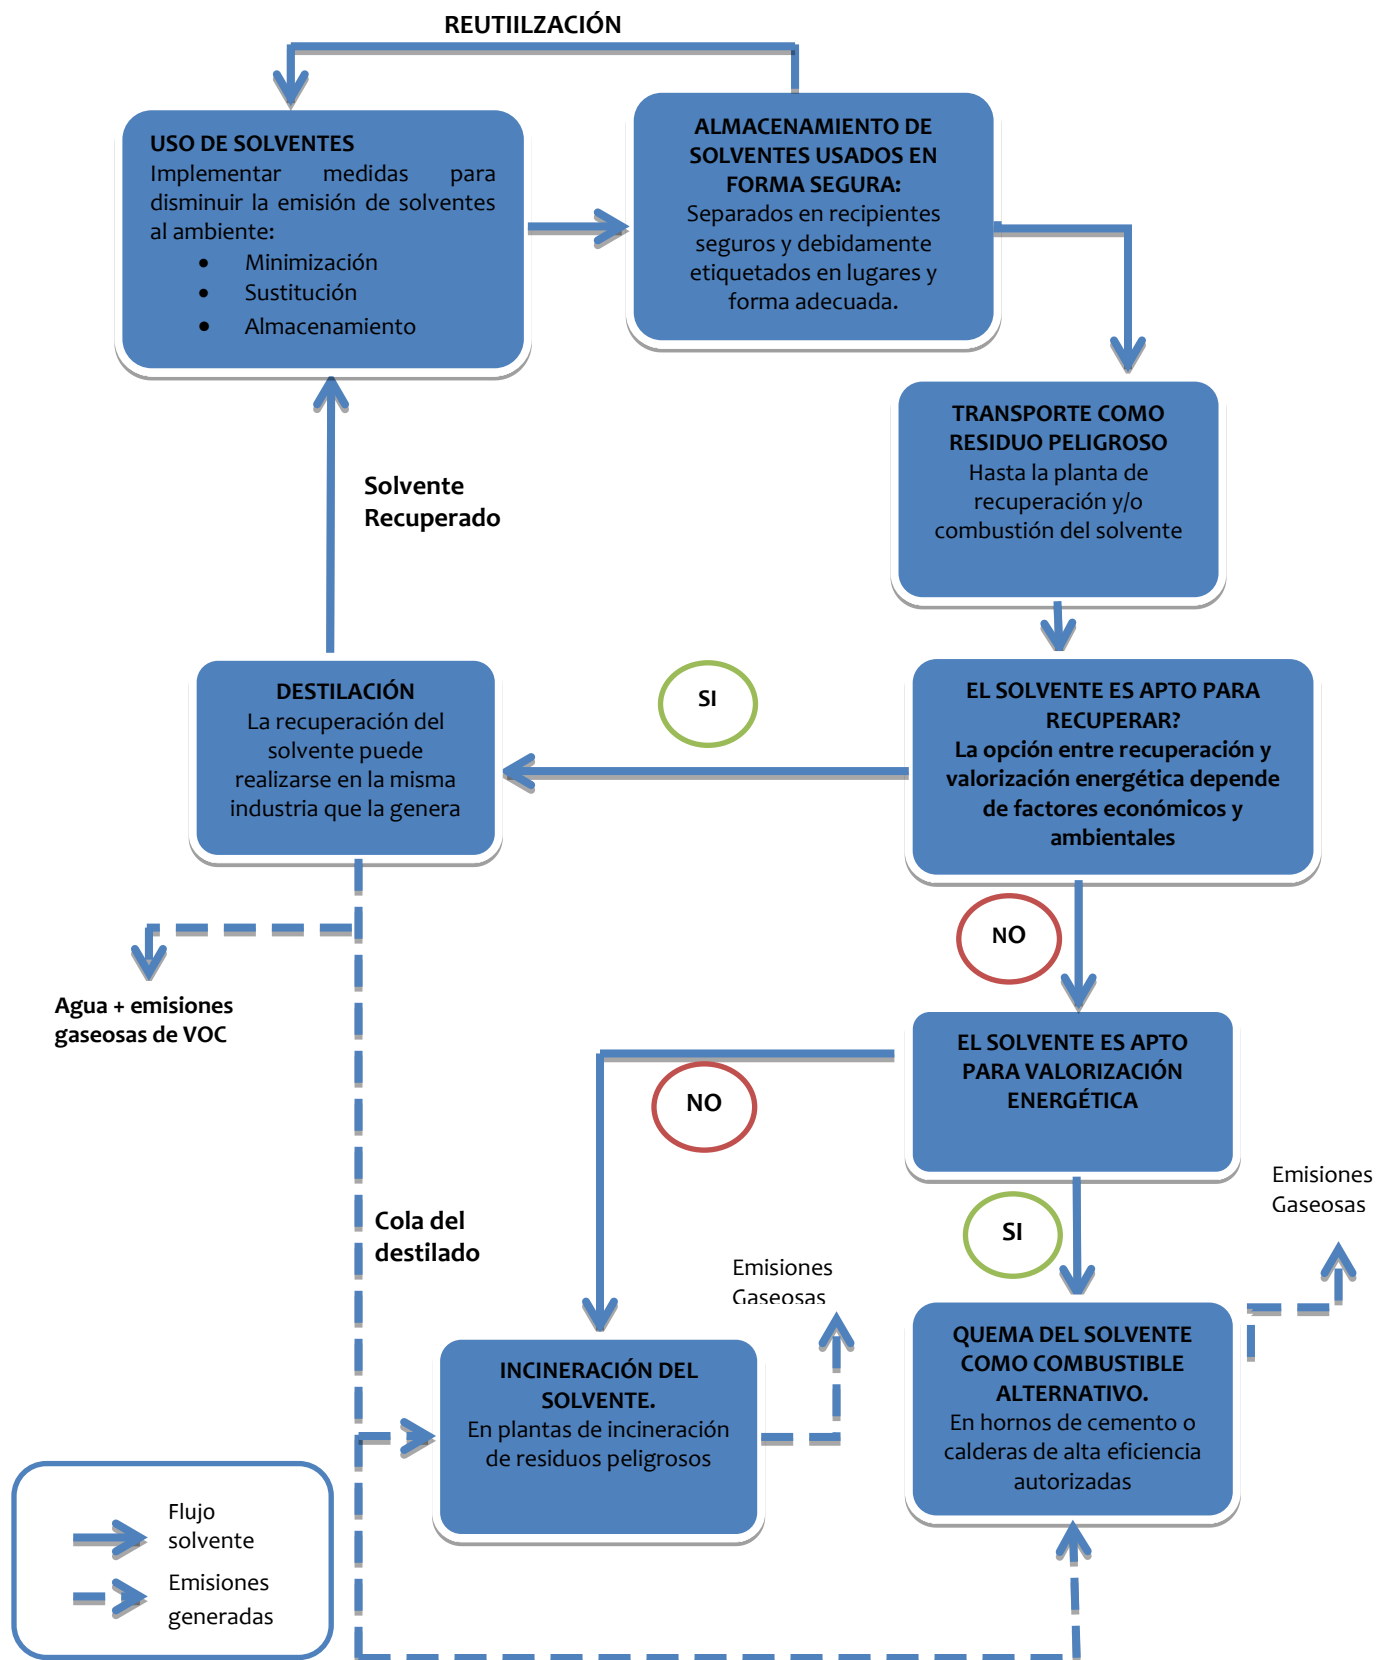 REUTIILZACIÓN
USO DE SOLVENTES
Implementar medidas para
disminuir la emisión de solventes
al ambiente:
• Minimización
• Sustitución
• Almacenamiento
ALMACENAMIENTO DE
SOLVENTES USADOS EN
FORMA SEGURA:
Separados en recipientes
seguros y debidamente
etiquetados en lugares y
forma adecuada.
TRANSPORTE COMO
RESIDUO PELIGROSO
Hasta la planta de
recuperación y/o
combustión del solvente
Solvente
Recuperado
DESTILACIÓN
La recuperación del
solvente puede
realizarse en la misma
industria que la genera
SI
EL SOLVENTE ES APTO PARA
RECUPERAR?
La opción entre recuperación y
valorización energética depende
de factores económicos y
ambientales
NO
Agua + emisiones
gaseosas de VOC
EL SOLVENTE ES APTO
PARA VALORIZACIÓN
ENERGÉTICA
NO
SI
Emisiones
Gaseosas
Cola del
destilado
Emisiones
Gaseosas
INCINERACIÓN DEL
SOLVENTE.
En plantas de incineración
de residuos peligrosos
QUEMA DEL SOLVENTE
COMO COMBUSTIBLE
ALTERNATIVO.
En hornos de cemento o
calderas de alta eficiencia
autorizadas
Flujo
solvente
Emisiones
generadas